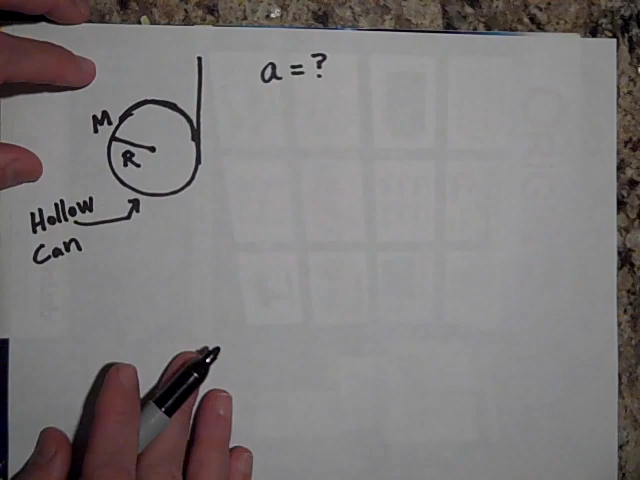 a = ?
M
R
Hollow
Can